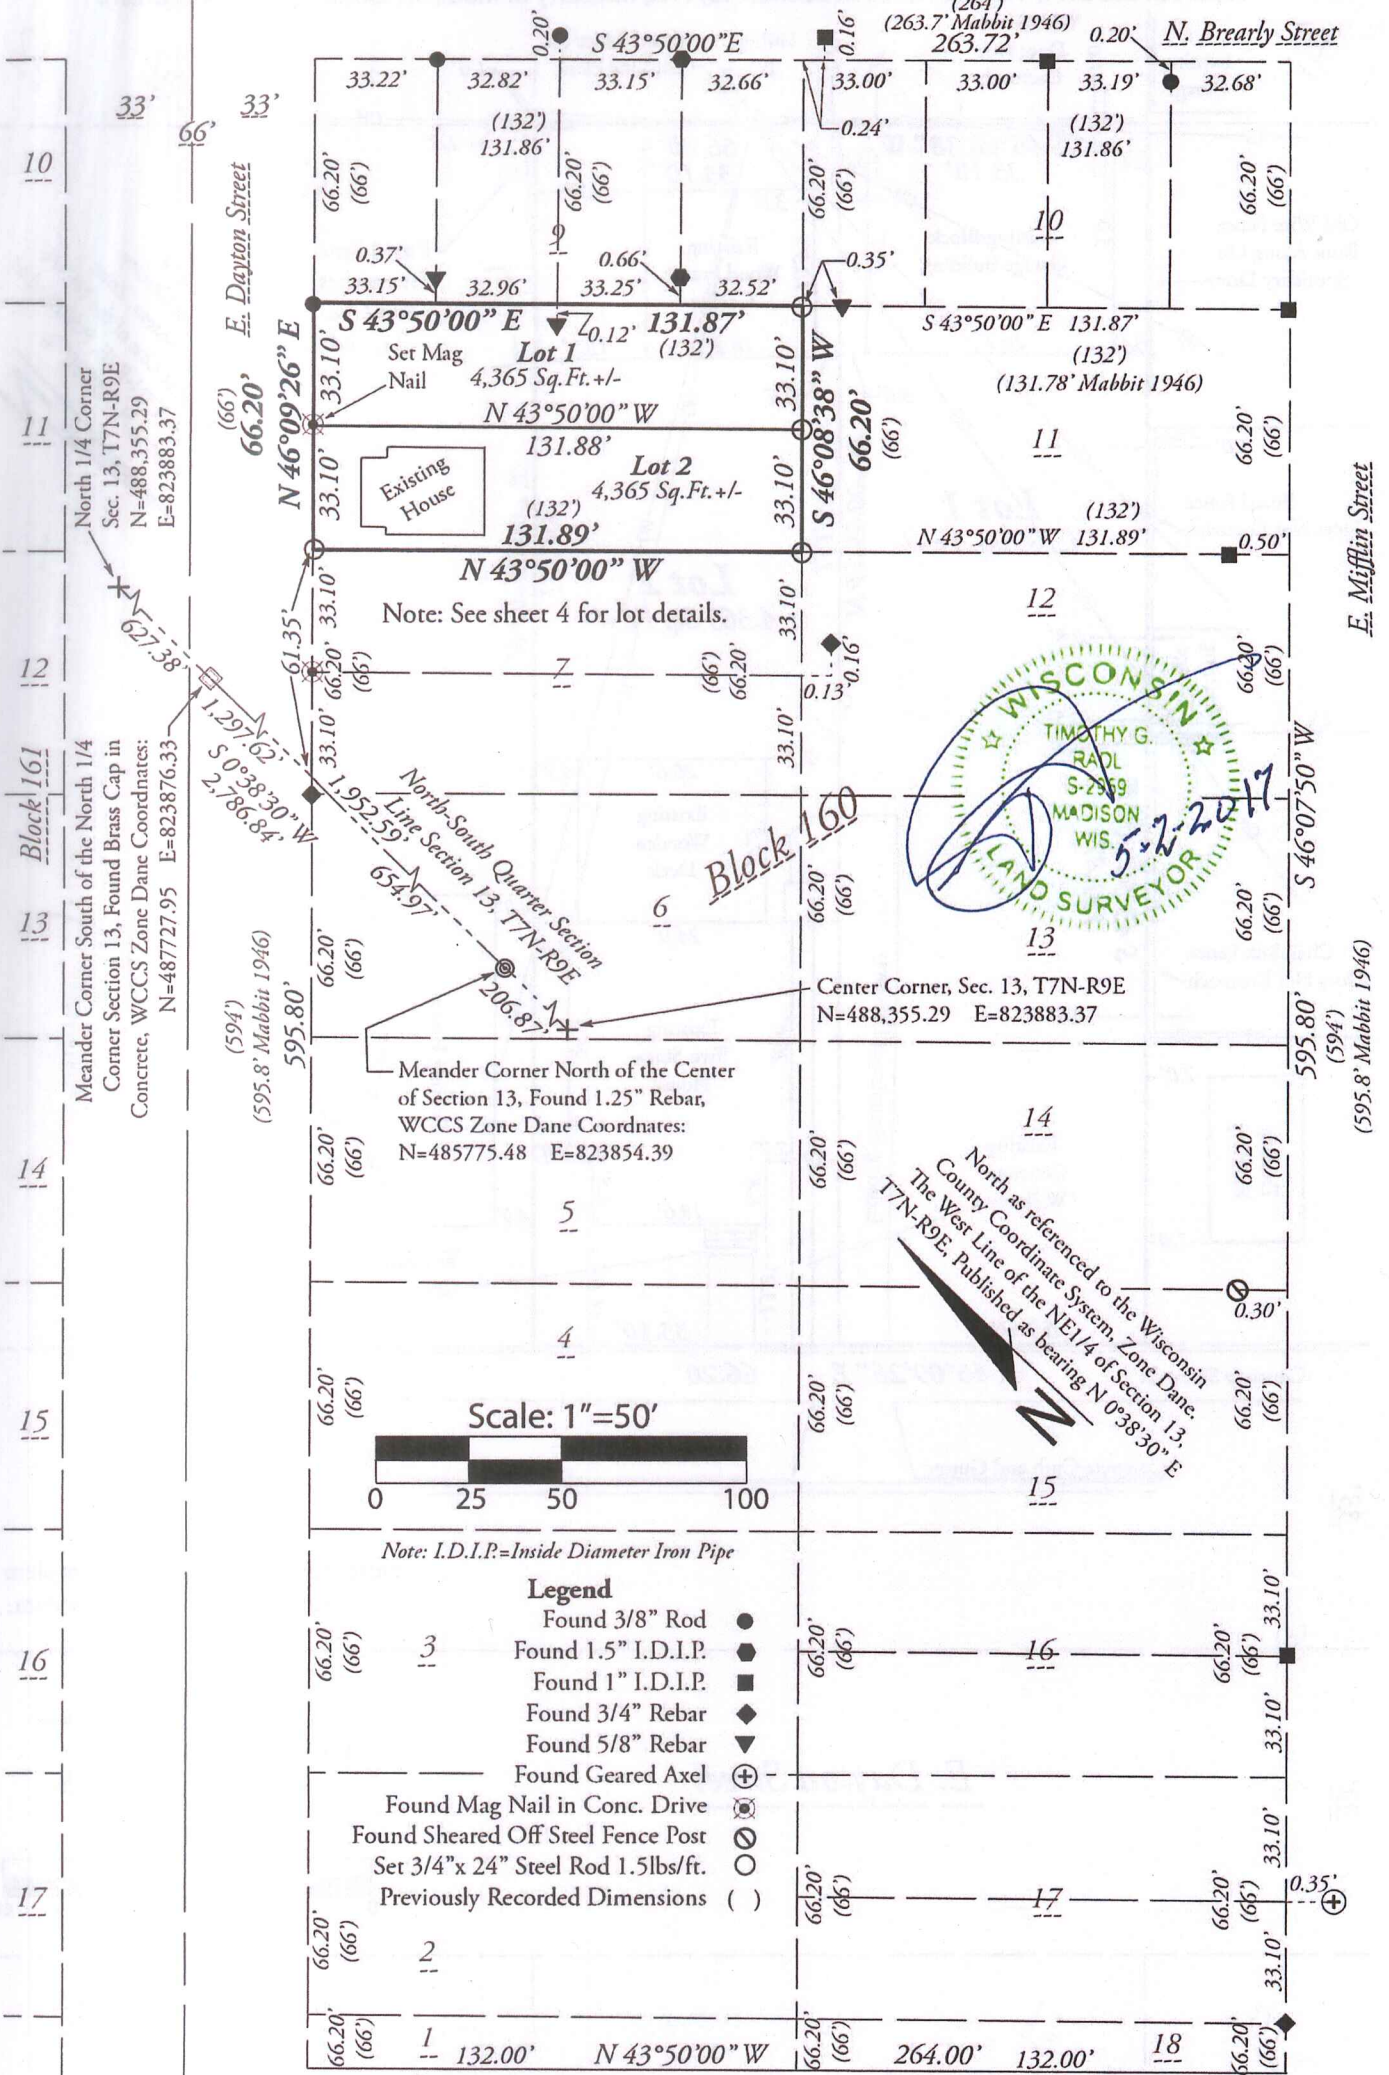 (264')
(263.7' Mabbit 1946)
263.72'
N. Brearly Street
0.20'
S 43°50'00"E
0.16'
0.20'
33.22'
32.82'
33.15'
32.66'
33.00'
33.00'
33.19'
32.68'
33'
66'
33'
(132')
131.86'
0.24'
(132')
131.86'
10
E. Dayton Street
66.20'
(66')
66.20'
(66')
66.20'
(66')
66.20'
(66')
9
10
0.37'
0.66'
0.35'
33.15'
32.96'
33.25'
32.52'
S 43°50'00" E
0.12'
131.87'
(132')
S 43°50'00" E 131.87'
(132')
(131.78' Mabbit 1946)
Set Mag
Nail
Lot 1
4,365 Sq.Ft.+/-
N 43°50'00" W
131.88'
33.10'
33.10'
33.10'
33.10'
N 46°09'26" E
66.20'
(66')
S 46°08'38" W
66.20'
(66')
North 1/4 Corner
Sec. 13, T7N-R9E
N=488,355.29
E=823883.37
11
11
66.20'
(66')
Existing
House
Lot 2
4,365 Sq.Ft.+/-
(132')
131.89'
N 43°50'00" W
(132')
N 43°50'00" W 131.89'
0.50'
E. Mifflin Street
Note: See sheet 4 for lot details.
12
12
627.38'
61.35'
33.10'
66.20'
(66')
33.10'
7
(66')
66.20'
33.10'
0.16'
0.13'
33.10'
66.20'
(66')
WISCONSIN
TIMOTHY G.
RADL
S-2959
MADISON
WIS.
LAND SURVEYOR
5-2-2017
S 46°07'50" W
1,297.62'
S 0°38'30" W
2,786.84'
1,952.59'
654.97'
North-South Quarter Section
Line Section 13, T7N-R9E
206.87'
Block 161
Block 160
Meander Corner South of the North 1/4
Corner Section 13, Found Brass Cap in
Concrete, WCCS Zone Dane Coordinates:
N=487727.95 E=823876.33
13
6
13
66.20'
(66')
66.20'
(66')
66.20'
(66')
(594')
(595.8' Mabbit 1946)
595.80'
595.80'
(594')
(595.8' Mabbit 1946)
Center Corner, Sec. 13, T7N-R9E
N=488,355.29 E=823883.37
Meander Corner North of the Center
of Section 13, Found 1.25" Rebar,
WCCS Zone Dane Coordnates:
N=485775.48 E=823854.39
14
5
14
66.20'
(66')
66.20'
(66')
66.20'
(66')
North as referenced to the Wisconsin
County Coordinate System, Zone Dane.
The West Line of the NE1/4 of Section 13,
T7N-R9E, Published as bearing N 0°38'30" E
N
0.30'
4
15
15
66.20'
(66')
66.20'
(66')
66.20'
(66')
Scale: 1"=50'
0 25 50 100
Note: I.D.I.P.=Inside Diameter Iron Pipe
Legend
Found 3/8" Rod
Found 1.5" I.D.I.P.
Found 1" I.D.I.P.
Found 3/4" Rebar
Found 5/8" Rebar
Found Geared Axel
Found Mag Nail in Conc. Drive
Found Sheared Off Steel Fence Post
Set 3/4"x 24" Steel Rod 1.5lbs/ft.
Previously Recorded Dimensions ( )
16
66.20'
(66')
3
66.20'
(66')
16
66.20'
(66')
33.10'
33.10'
33.10'
33.10'
17
66.20'
(66')
2
66.20'
(66')
17
66.20'
(66')
0.35'
66.20'
(66')
1
132.00'
N 43°50'00" W
66.20'
(66')
264.00'
132.00'
18
66.20'
(66')